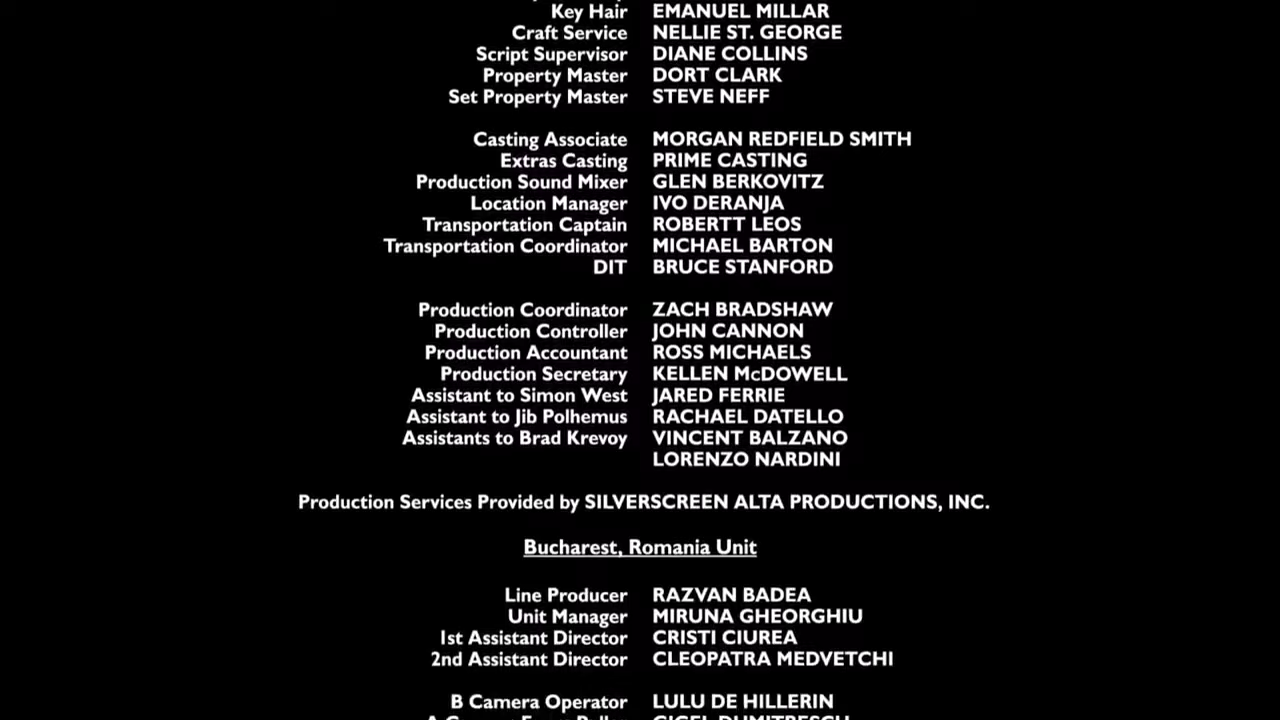 Key Hair EMANUEL MILLAR
Craft Service NELLIE ST. GEORGE
Script Supervisor DIANE COLLINS
Property Master DORT CLARK
Set Property Master STEVE NEFF
Casting Associate MORGAN REDFIELD SMITH
Extras Casting PRIME CASTING
Production Sound Mixer GLEN BERKOVITZ
Location Manager IVO DERANJA
Transportation Captain ROBERTT LEOS
Transportation Coordinator MICHAEL BARTON
DIT BRUCE STANFORD
Production Coordinator ZACH BRADSHAW
Production Controller JOHN CANNON
Production Accountant ROSS MICHAELS
Production Secretary KELLEN McDOWELL
Assistant to Simon West JARED FERRIE
Assistant to Jib Polhemus RACHAEL DATELLO
Assistants to Brad Krevoy VINCENT BALZANO
LORENZO NARDINI
Production Services Provided by SILVERSCREEN ALTA PRODUCTIONS, INC.
Bucharest, Romania Unit
Line Producer RAZVAN BADEA
Unit Manager MIRUNA GHEORGHIU
1st Assistant Director CRISTI CIUREA
2nd Assistant Director CLEOPATRA MEDVETCHI
B Camera Operator LULU DE HILLERIN